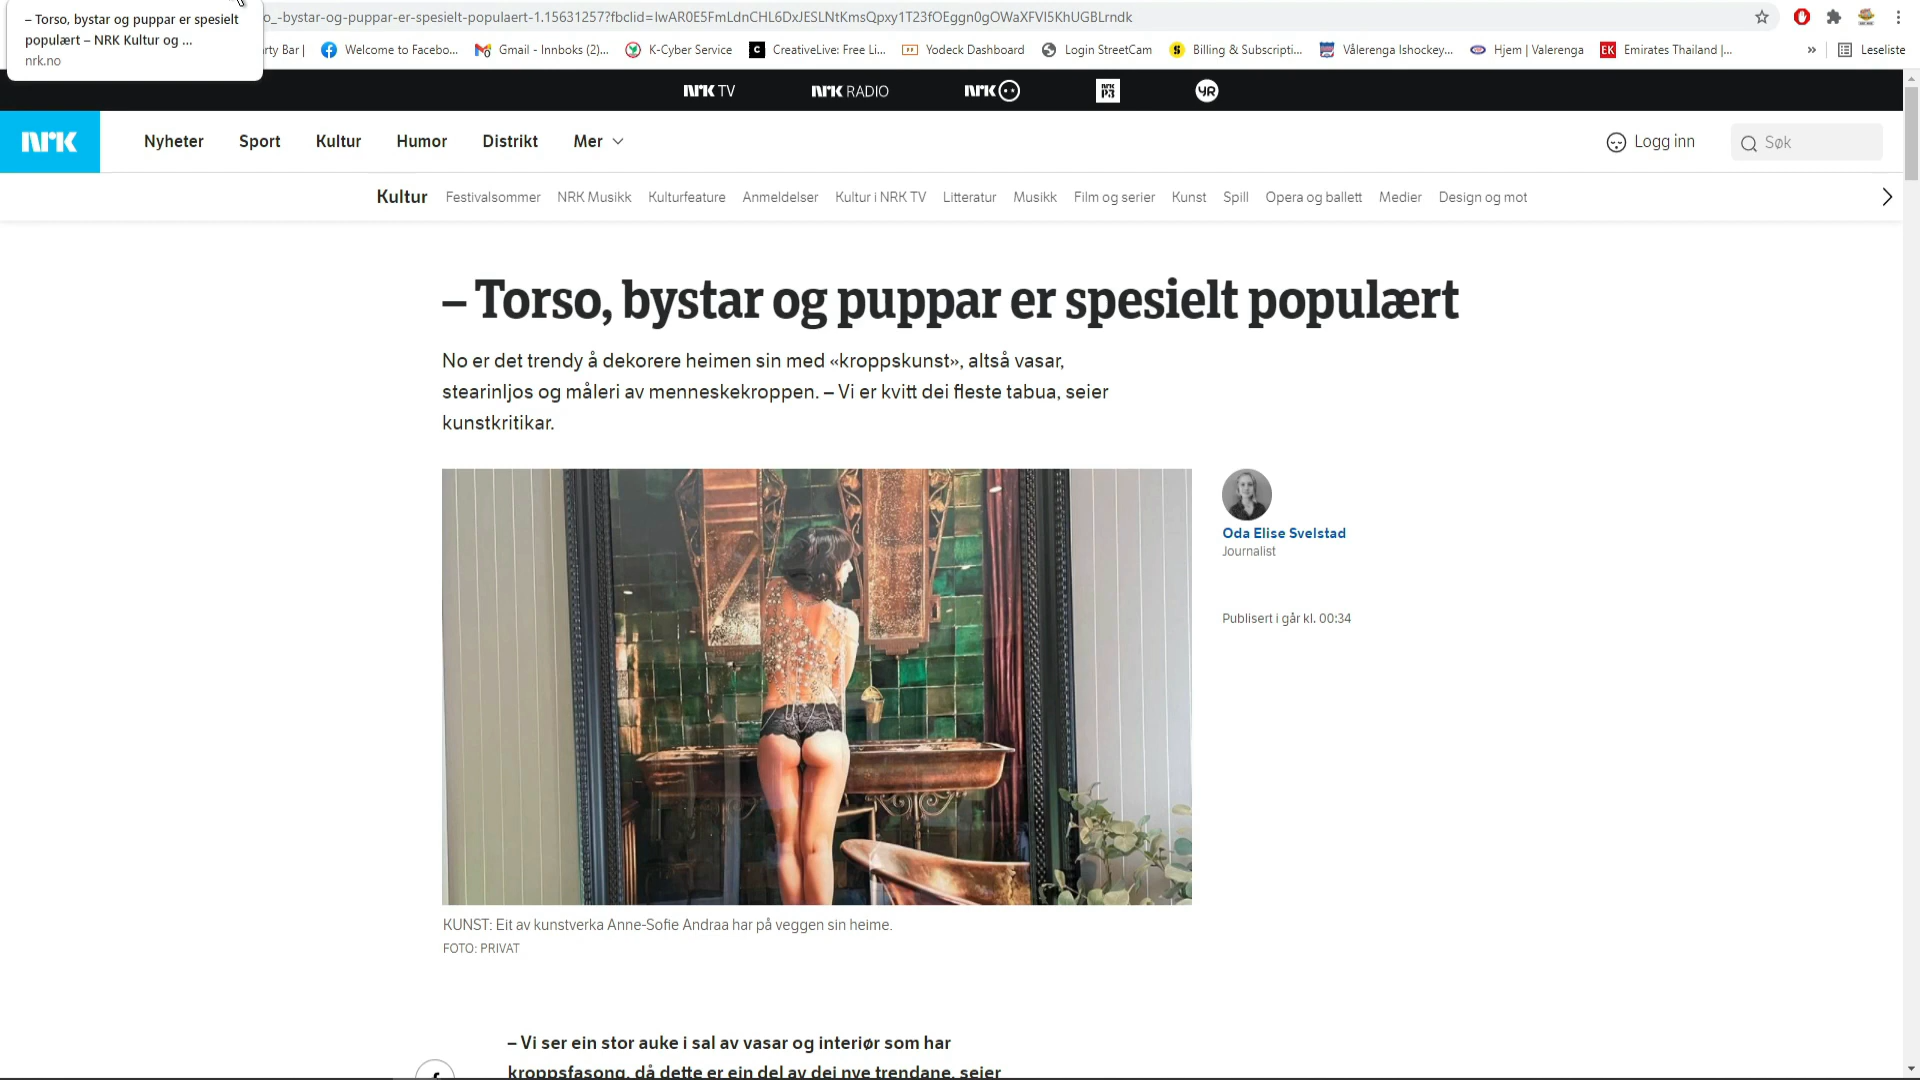 – Torso, bystar og puppar er spesielt
populært – NRK Kultur og ...
nrk.no
o_-bystar-og-puppar-er-spesielt-populaert-1.15631257?fbclid=IwAR0E5FmLdnCHL6DxJESLNtKmsQpxy1T23fOEggn0gOWaXFVI5KhUGBLrndk
rty Bar | Welcome to Facebo... Gmail - Innboks (2)... K-Cyber Service CreativeLive: Free Li... Yodeck Dashboard Login StreetCam Billing & Subscripti... Vålerenga Ishockey... Hjem | Valerenga EK Emirates Thailand |... » Leseliste
NRK TV NRK RADIO NRK NRK P3 YR
NRK Nyheter Sport Kultur Humor Distrikt Mer Logg inn Søk
Kultur Festivalsommer NRK Musikk Kulturfeature Anmeldelser Kultur i NRK TV Litteratur Musikk Film og serier Kunst Spill Opera og ballett Medier Design og mot
– Torso, bystar og puppar er spesielt populært
No er det trendy å dekorere heimen sin med «kroppskunst», altså vasar,
stearinljos og måleri av menneskekroppen. – Vi er kvitt dei fleste tabua, seier
kunstkritikar.
Oda Elise Svelstad
Journalist
Publisert i går kl. 00:34
KUNST: Eit av kunstverka Anne-Sofie Andraa har på veggen sin heime.
FOTO: PRIVAT
– Vi ser ein stor auke i sal av vasar og interiør som har
kroppsfasong, då dette er ein del av dei nye trendane, seier